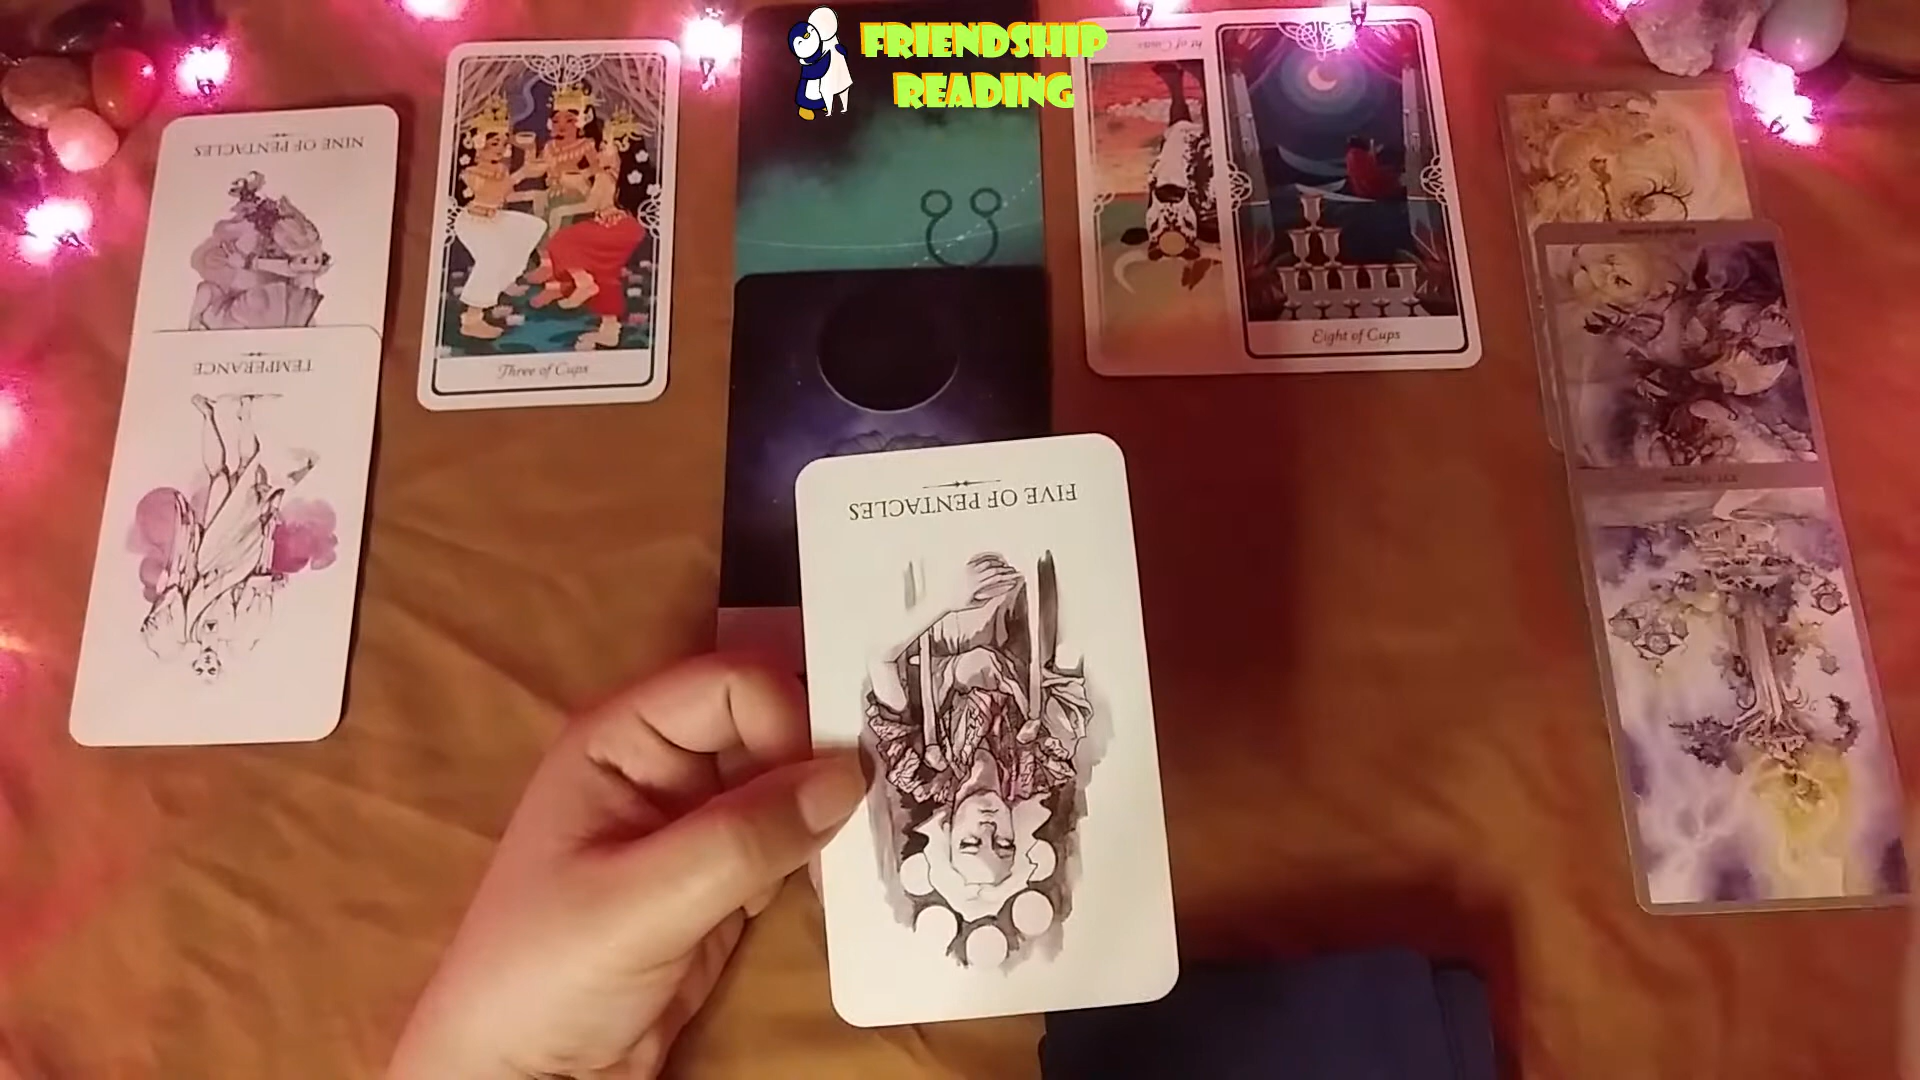 FRIENDSHIP
READING
NINE OF PENTACLES
TEMPERANCE
Three of Cups
Eight of Cups
FIVE OF PENTACLES